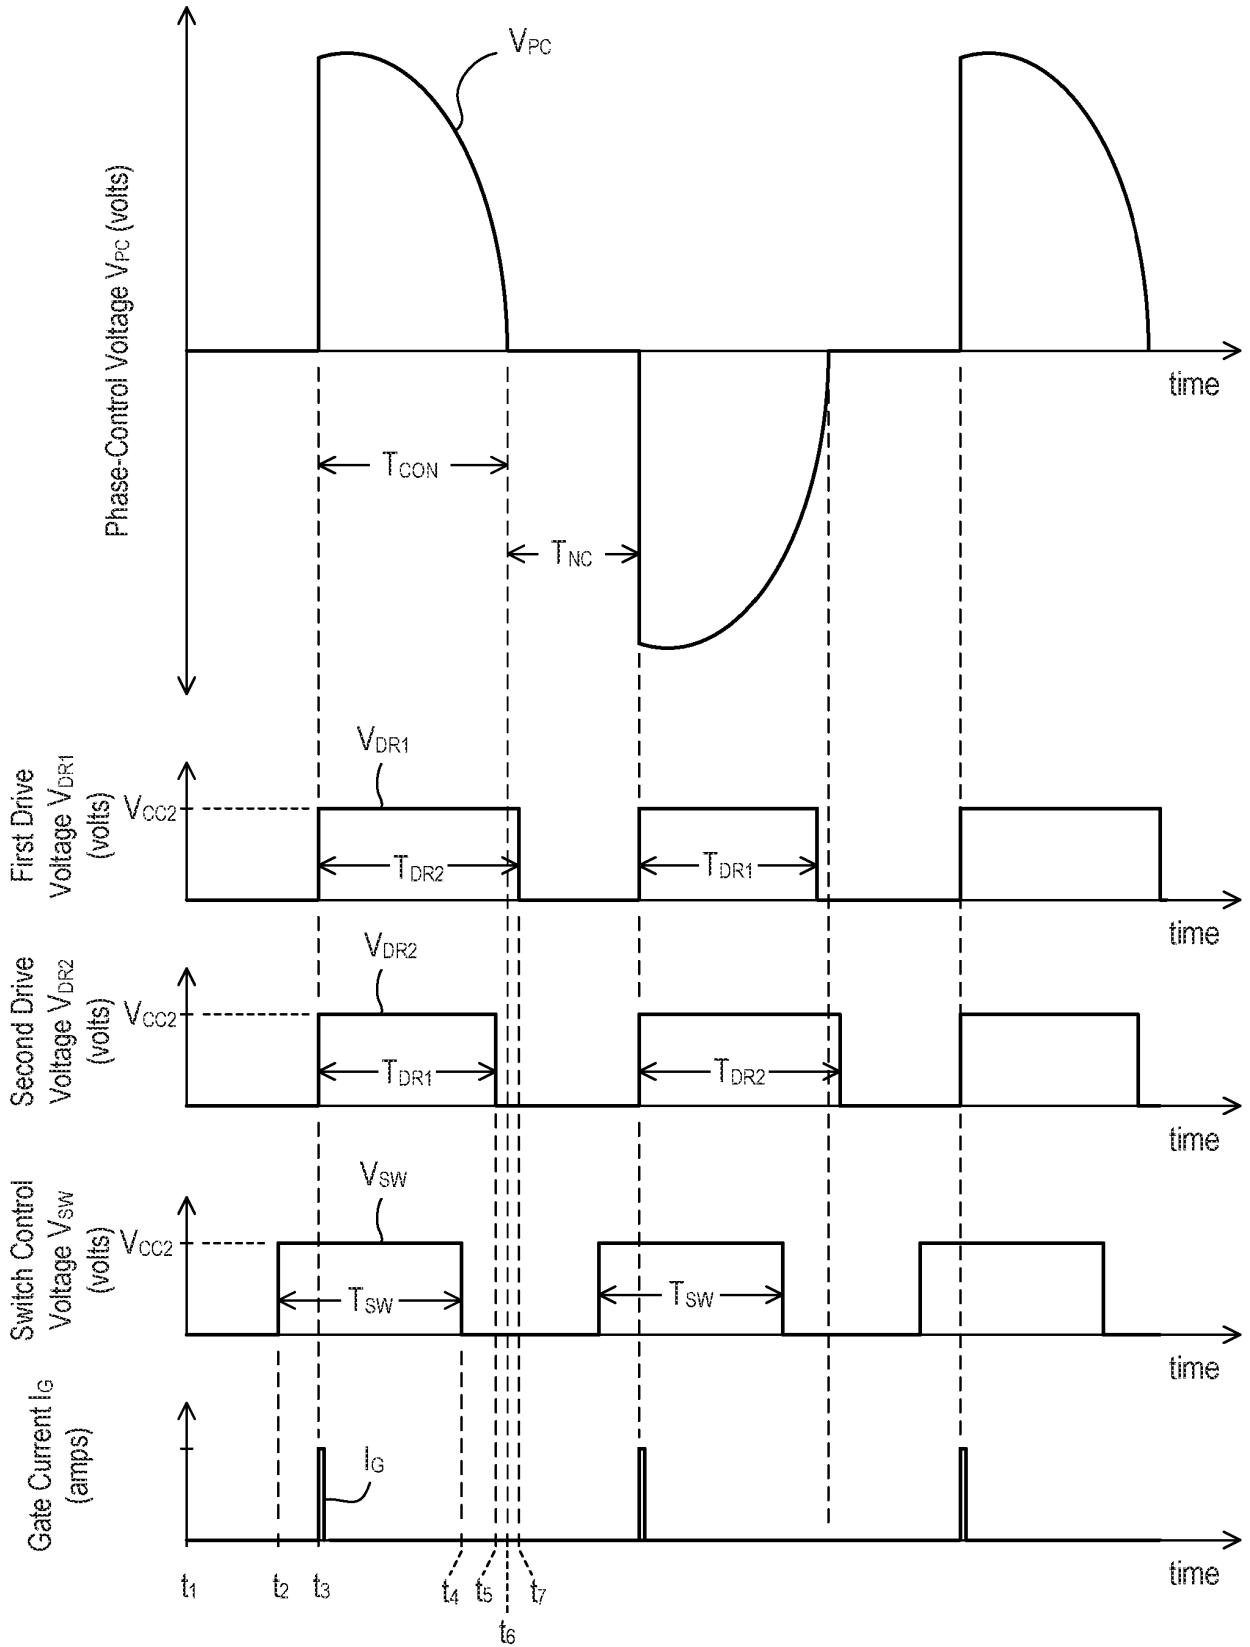 VPC
Phase-Control Voltage VPC (volts)
time
TCON
TNC
VDR1
First Drive
Voltage VDR1
(volts)
VCC2
TDR2
TDR1
time
VDR2
Second Drive
Voltage VDR2
(volts)
VCC2
TDR1
TDR2
time
VSW
Switch Control
Voltage VSW
(volts)
VCC2
TSW
TSW
time
Gate Current IG
(amps)
IG
time
t1
t2
t3
t4
t5
t7
t6